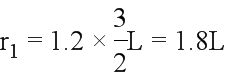 r₁ = 1.2 × 3/2 L = 1.8L